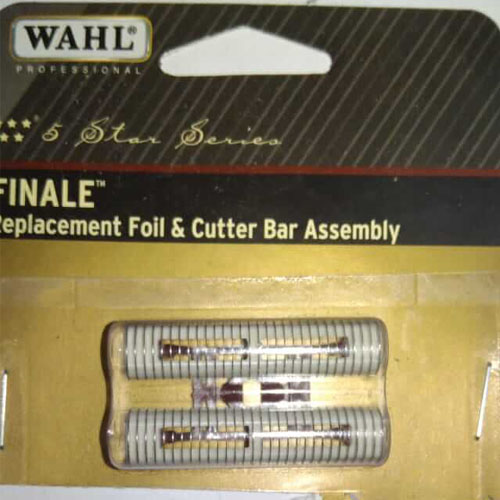 WAHL
PROFESSIONAL
5 Star Series
FINALE™
Replacement Foil & Cutter Bar Assembly